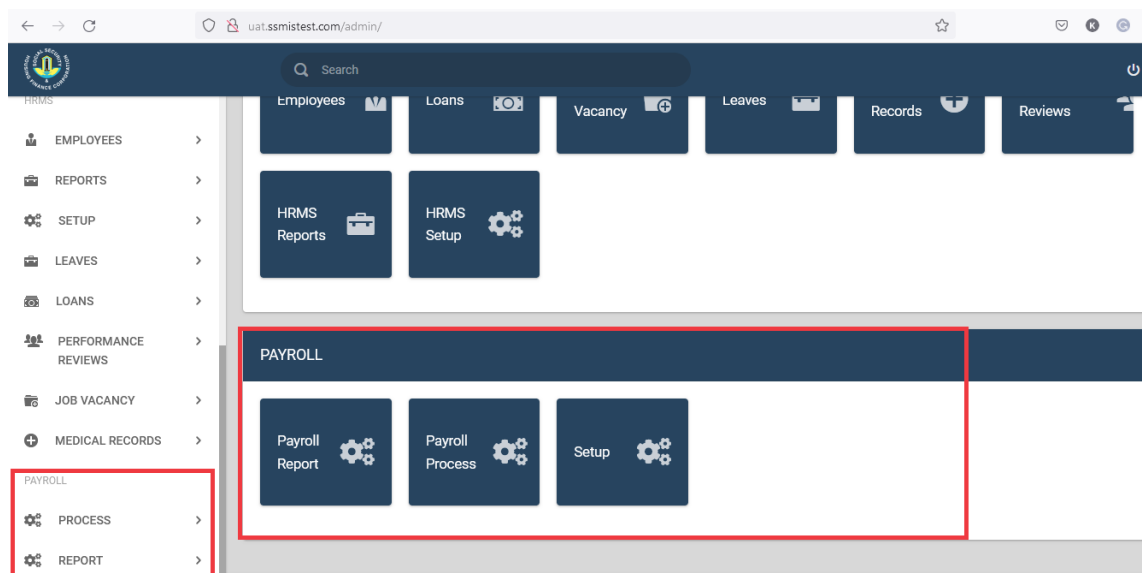 uat.ssmistest.com/admin/
K
Search
HRMS
EMPLOYEES
REPORTS
SETUP
LEAVES
LOANS
PERFORMANCE
REVIEWS
JOB VACANCY
MEDICAL RECORDS
PAYROLL
PROCESS
REPORT
Employees
Loans
Vacancy
Leaves
Records
Reviews
HRMS
Reports
HRMS
Setup
PAYROLL
Payroll
Report
Payroll
Process
Setup